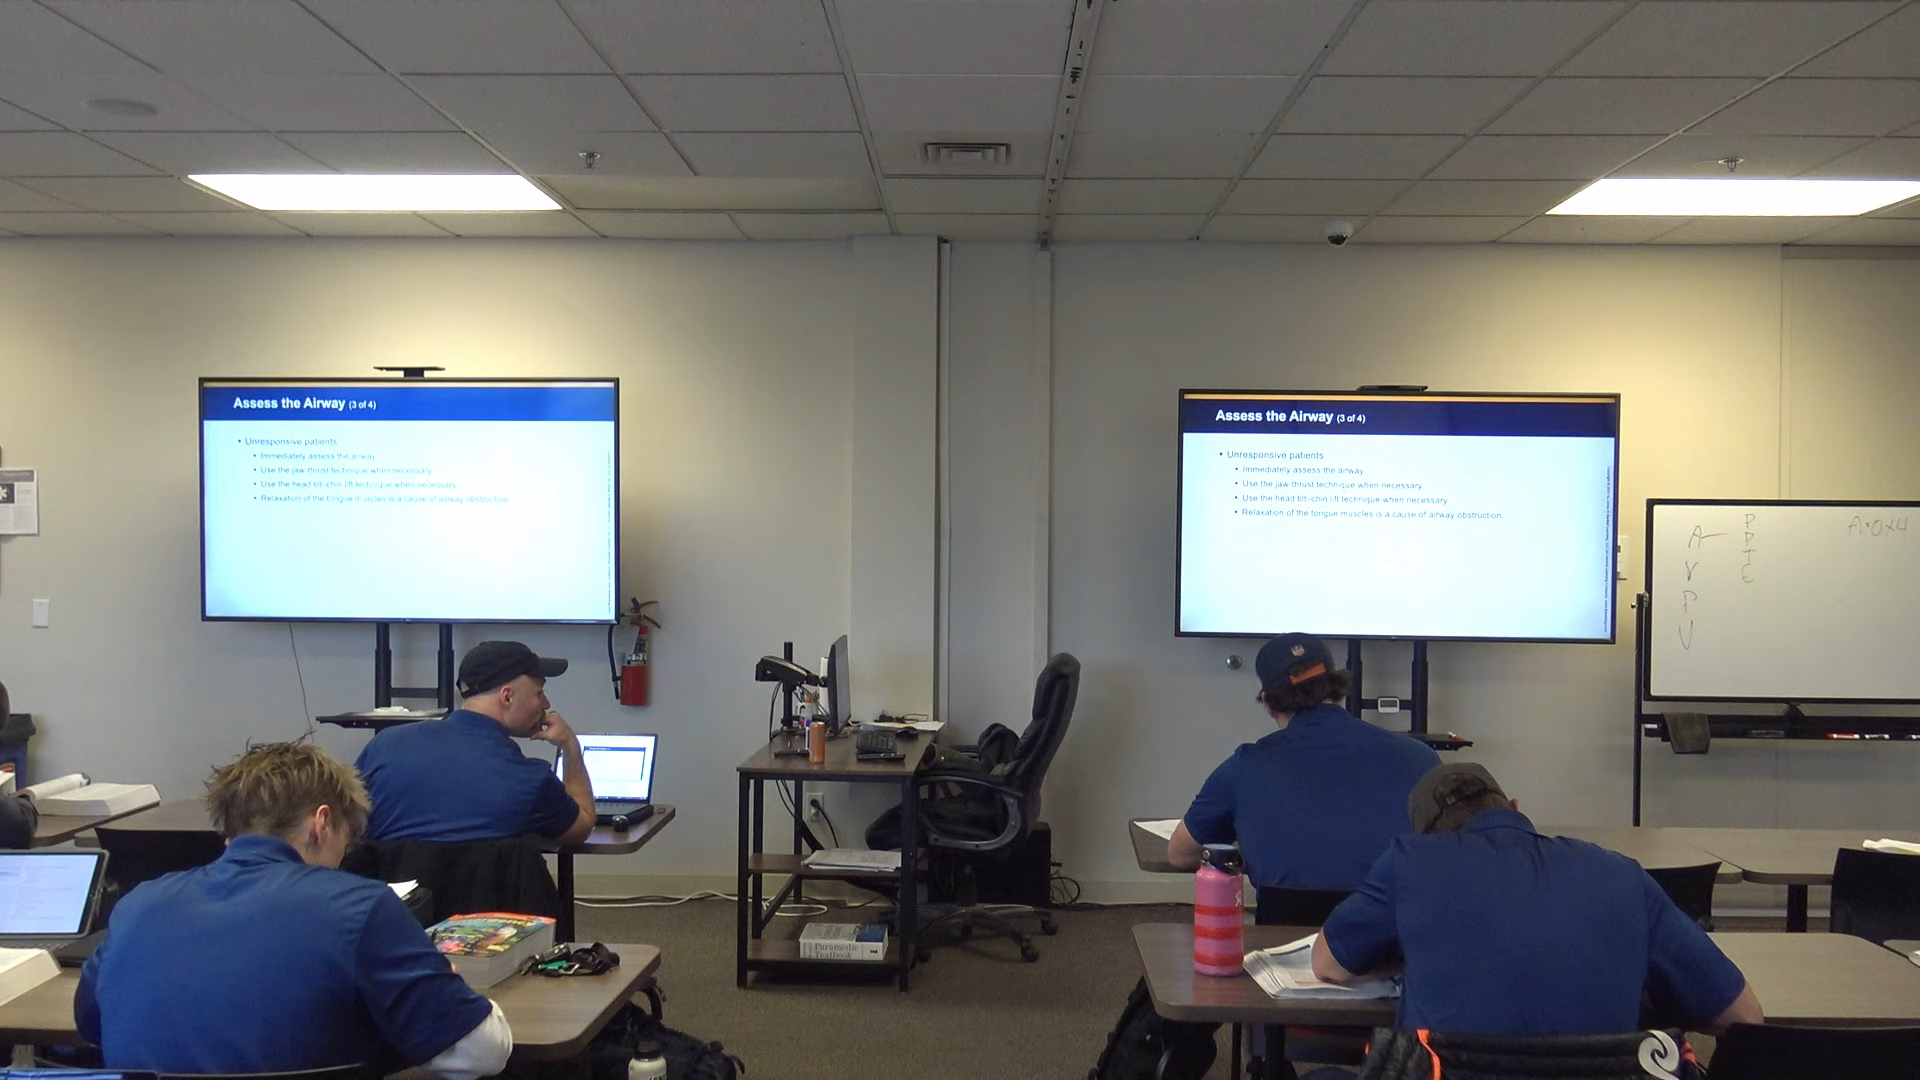 Assess the Airway (3 of 4)
• Unresponsive patients
• Immediately assess the airway
• Use the jaw-thrust technique when necessary
• Use the head tilt–chin lift technique when necessary
• Relaxation of the tongue muscles is a cause of airway obstruction
Assess the Airway (3 of 4)
• Unresponsive patients
• Immediately assess the airway
• Use the jaw-thrust technique when necessary
• Use the head tilt–chin lift technique when necessary
• Relaxation of the tongue muscles is a cause of airway obstruction
A— P
P
T
E
V
P
U
A•Ox4
Paramedic
Textbook